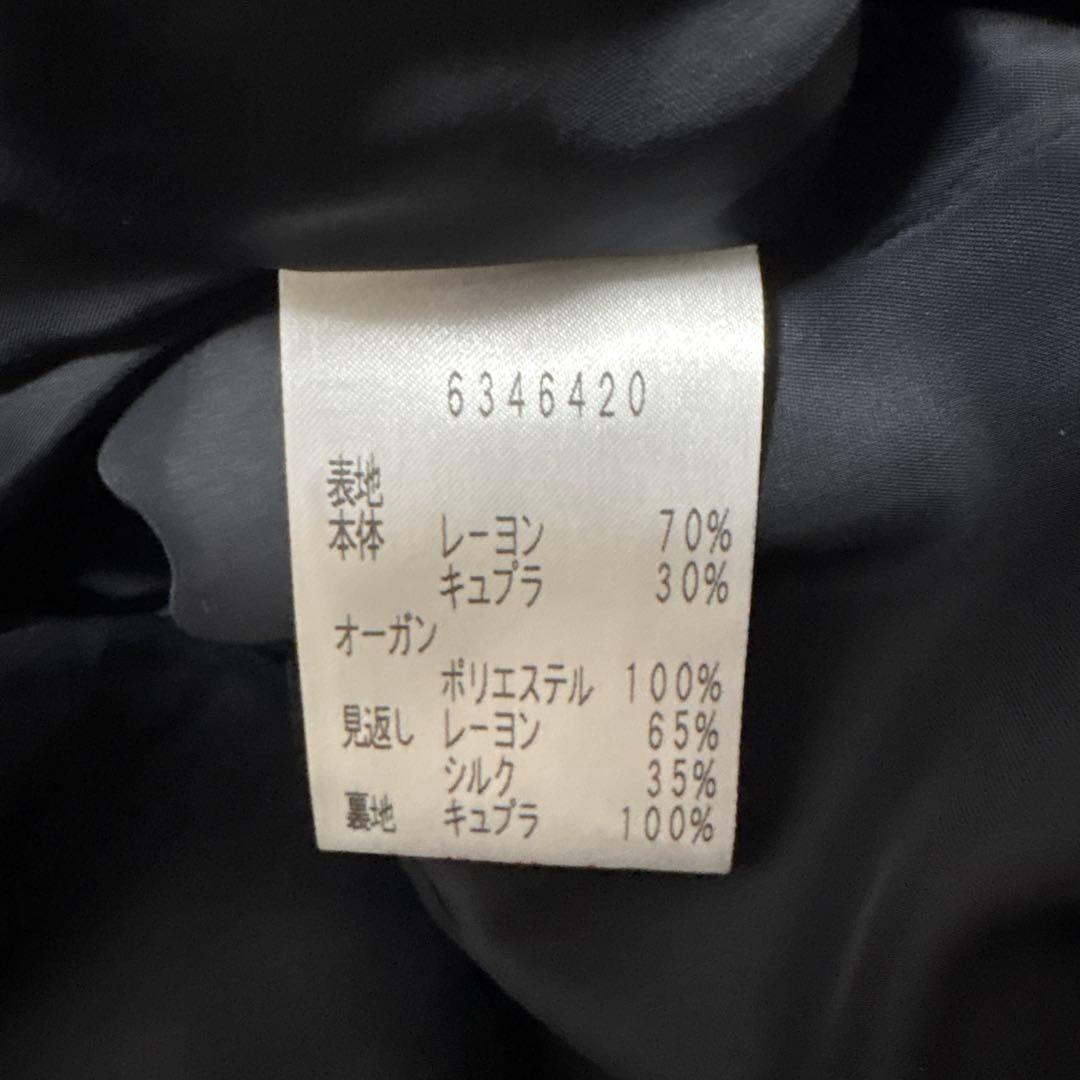 6346420
表地
本体 レーヨン 70%
キュプラ 30%
オーガン
ポリエステル 100%
見返し レーヨン 65%
シルク 35%
裏地 キュプラ 100%